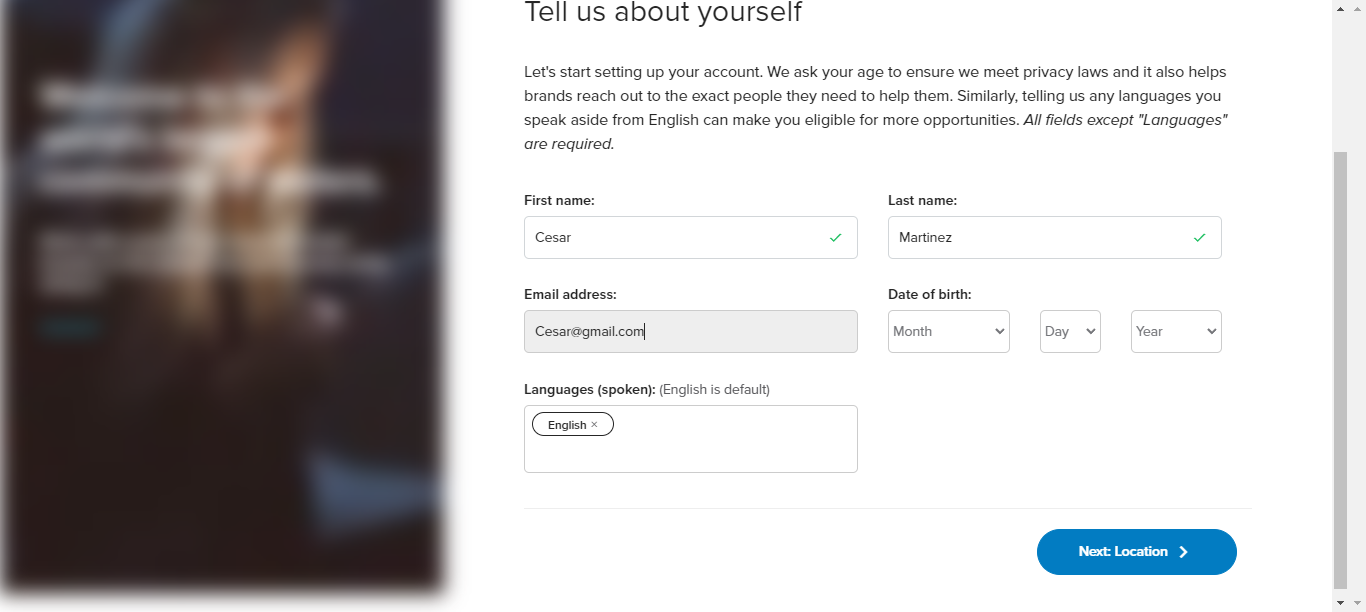 Tell us about yourself
Let's start setting up your account. We ask your age to ensure we meet privacy laws and it also helps
brands reach out to the exact people they need to help them. Similarly, telling us any languages you
speak aside from English can make you eligible for more opportunities. All fields except "Languages"
are required.
First name:
Last name:
Cesar
Martinez
Email address:
Date of birth:
Cesar@gmail.com
Month
Day
Year
Languages (spoken): (English is default)
English ×
Next: Location